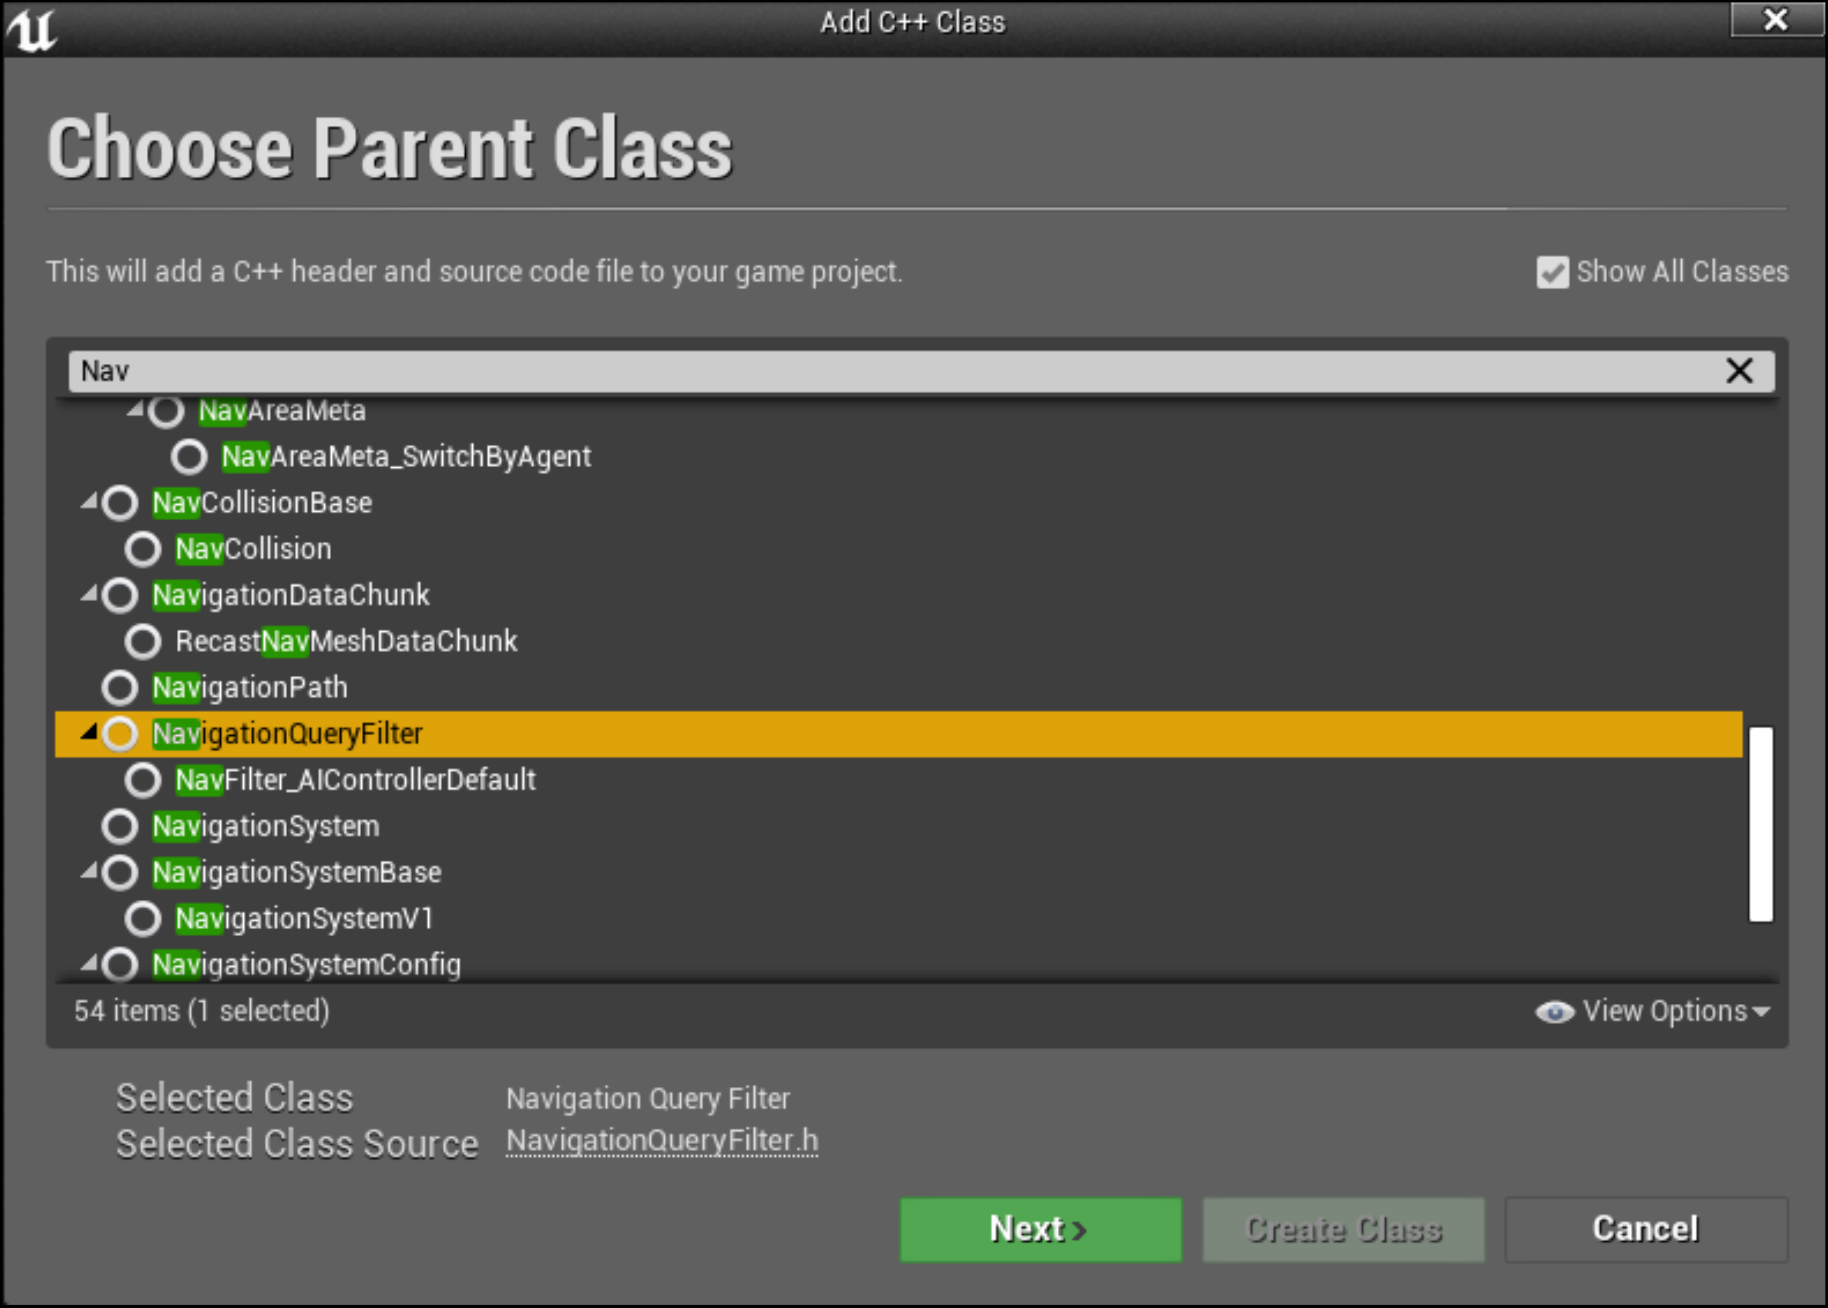 Add C++ Class
Choose Parent Class
This will add a C++ header and source code file to your game project.
Show All Classes
Nav
NavAreaMeta
NavAreaMeta_SwitchByAgent
NavCollisionBase
NavCollision
NavigationDataChunk
RecastNavMeshDataChunk
NavigationPath
NavigationQueryFilter
NavFilter_AIControllerDefault
NavigationSystem
NavigationSystemBase
NavigationSystemV1
NavigationSystemConfig
54 items (1 selected)
View Options
Selected Class Navigation Query Filter
Selected Class Source NavigationQueryFilter.h
Next
Create Class
Cancel